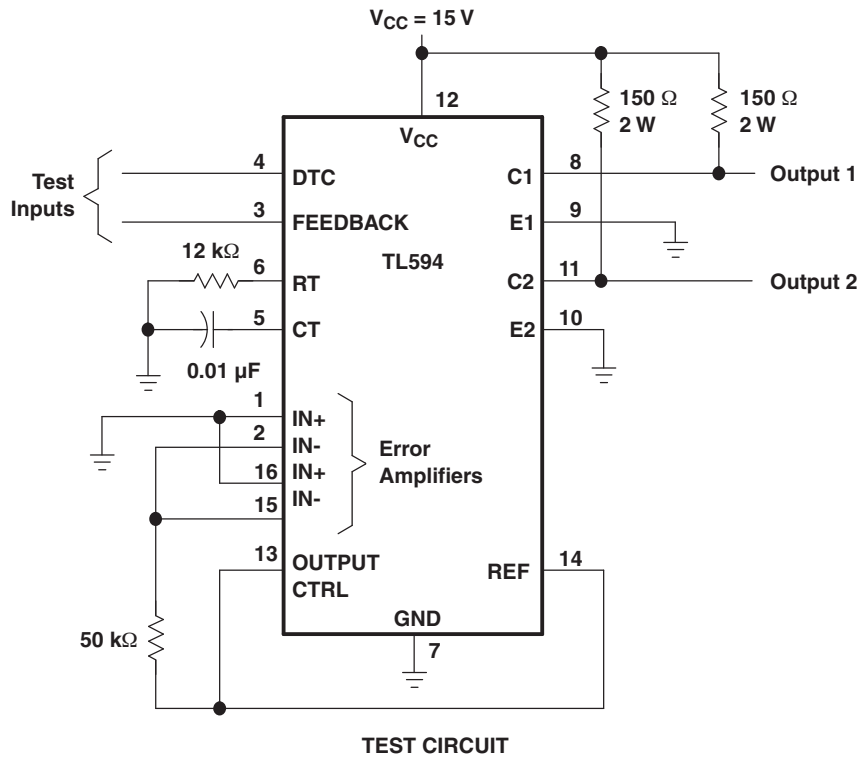 VCC = 15 V
12
150 Ω
2 W
150 Ω
2 W
VCC
Test
Inputs
4
DTC
C1
8
Output 1
3
FEEDBACK
E1
9
12 kΩ
TL594
6
RT
C2
11
Output 2
5
CT
E2
10
0.01 µF
1
IN+
2
IN-
16
IN+
15
IN-
Error
Amplifiers
13
OUTPUT
CTRL
REF
14
50 kΩ
GND
7
TEST CIRCUIT